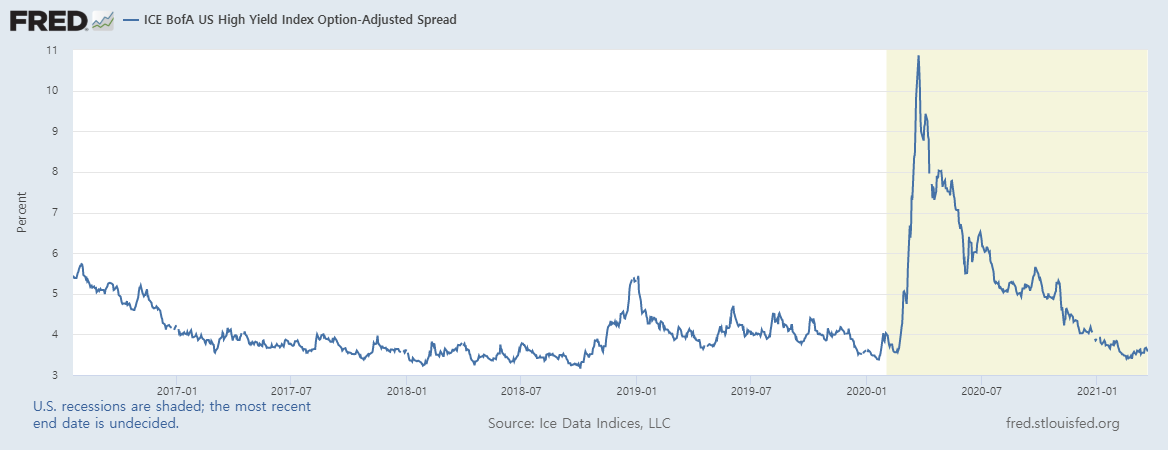 FRED
ICE BofA US High Yield Index Option-Adjusted Spread
11
10
9
8
7
6
5
4
3
Percent
2017-01 2017-07 2018-01 2018-07 2019-01 2019-07 2020-01 2020-07 2021-01
U.S. recessions are shaded; the most recent
end date is undecided.
Source: Ice Data Indices, LLC
fred.stlouisfed.org